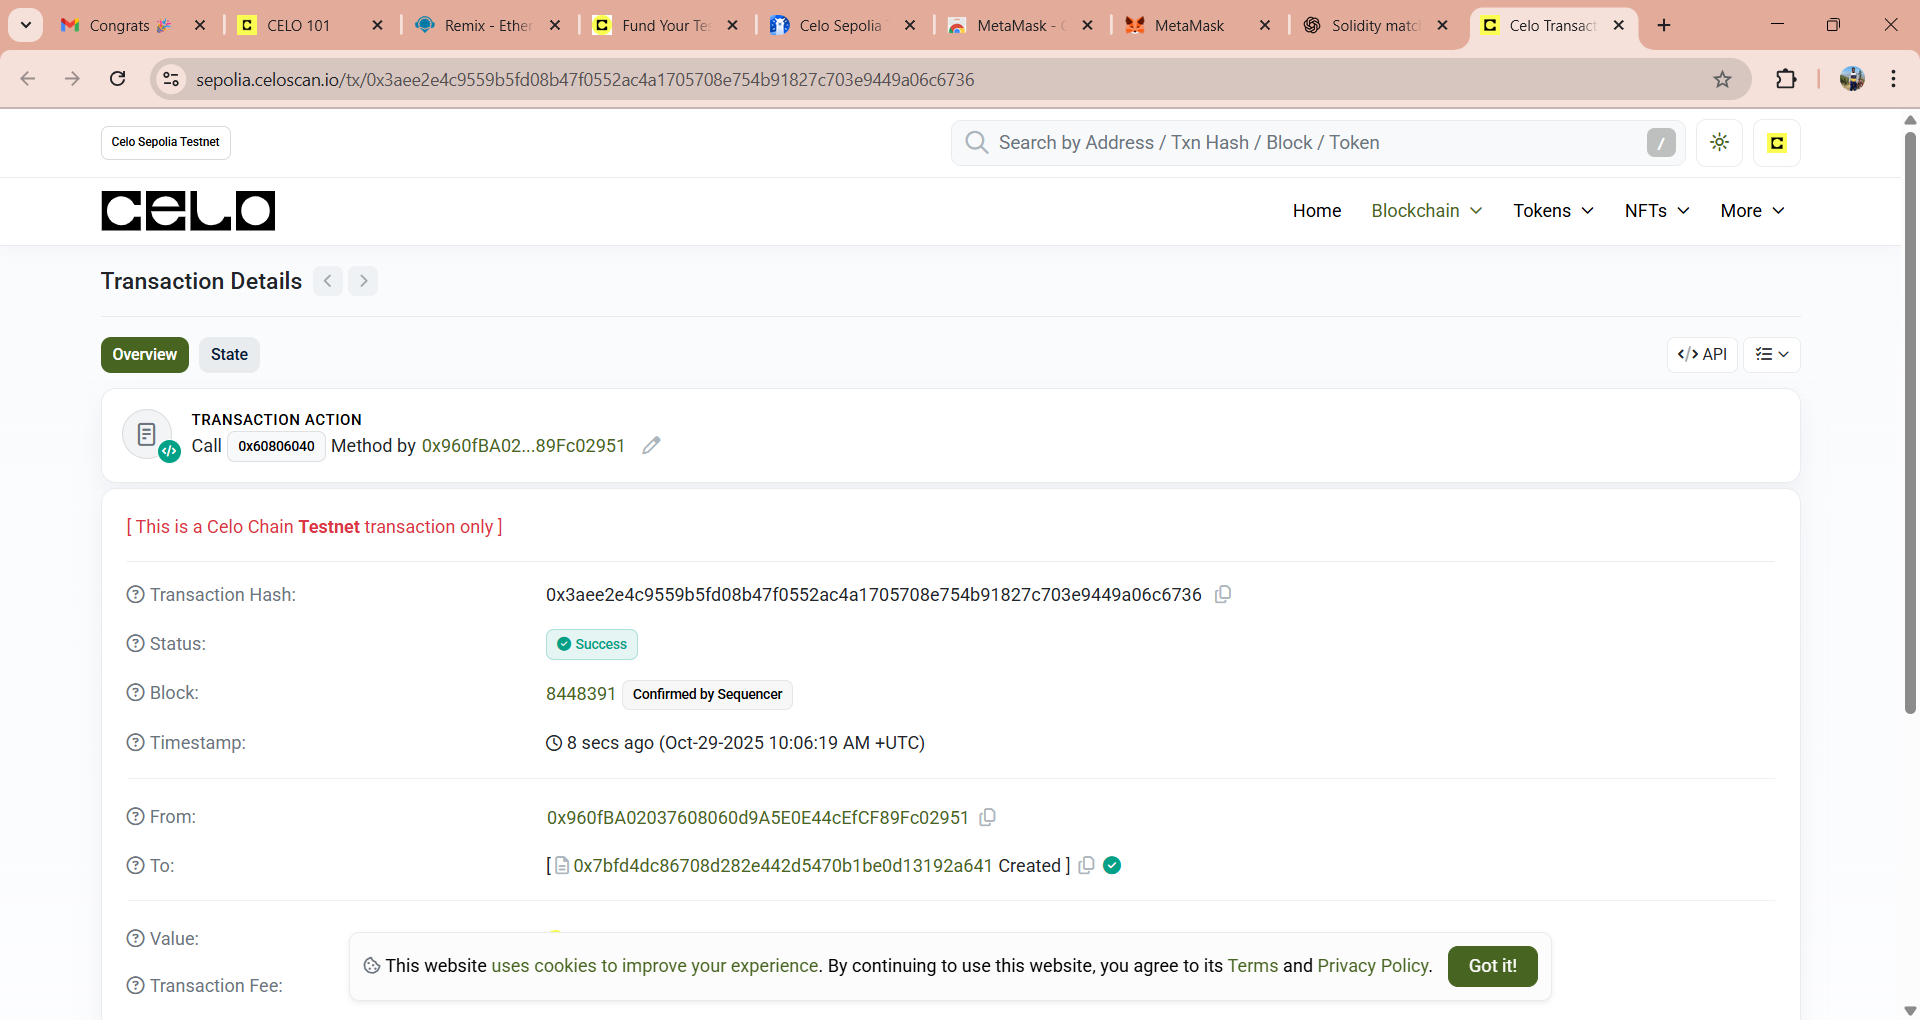 Congrats 🎉
CELO 101
Remix - Ether
Fund Your Te
Celo Sepolia
MetaMask - C
MetaMask
Solidity matc
Celo Transact
sepolia.celoscan.io/tx/0x3aee2e4c9559b5fd08b47f0552ac4a1705708e754b91827c703e9449a06c6736
Celo Sepolia Testnet
Search by Address / Txn Hash / Block / Token
/
CELO
Home
Blockchain
Tokens
NFTs
More
Transaction Details
Overview
State
</> API
TRANSACTION ACTION
Call 0x60806040 Method by 0x960fBA02...89Fc02951
[ This is a Celo Chain Testnet transaction only ]
Transaction Hash:
0x3aee2e4c9559b5fd08b47f0552ac4a1705708e754b91827c703e9449a06c6736
Status:
Success
Block:
8448391 Confirmed by Sequencer
Timestamp:
8 secs ago (Oct-29-2025 10:06:19 AM +UTC)
From:
0x960fBA02037608060d9A5E0E44cEfCF89Fc02951
To:
[ 0x7bfd4dc86708d282e442d5470b1be0d13192a641 Created ]
Value:
Transaction Fee:
This website uses cookies to improve your experience. By continuing to use this website, you agree to its Terms and Privacy Policy.
Got it!